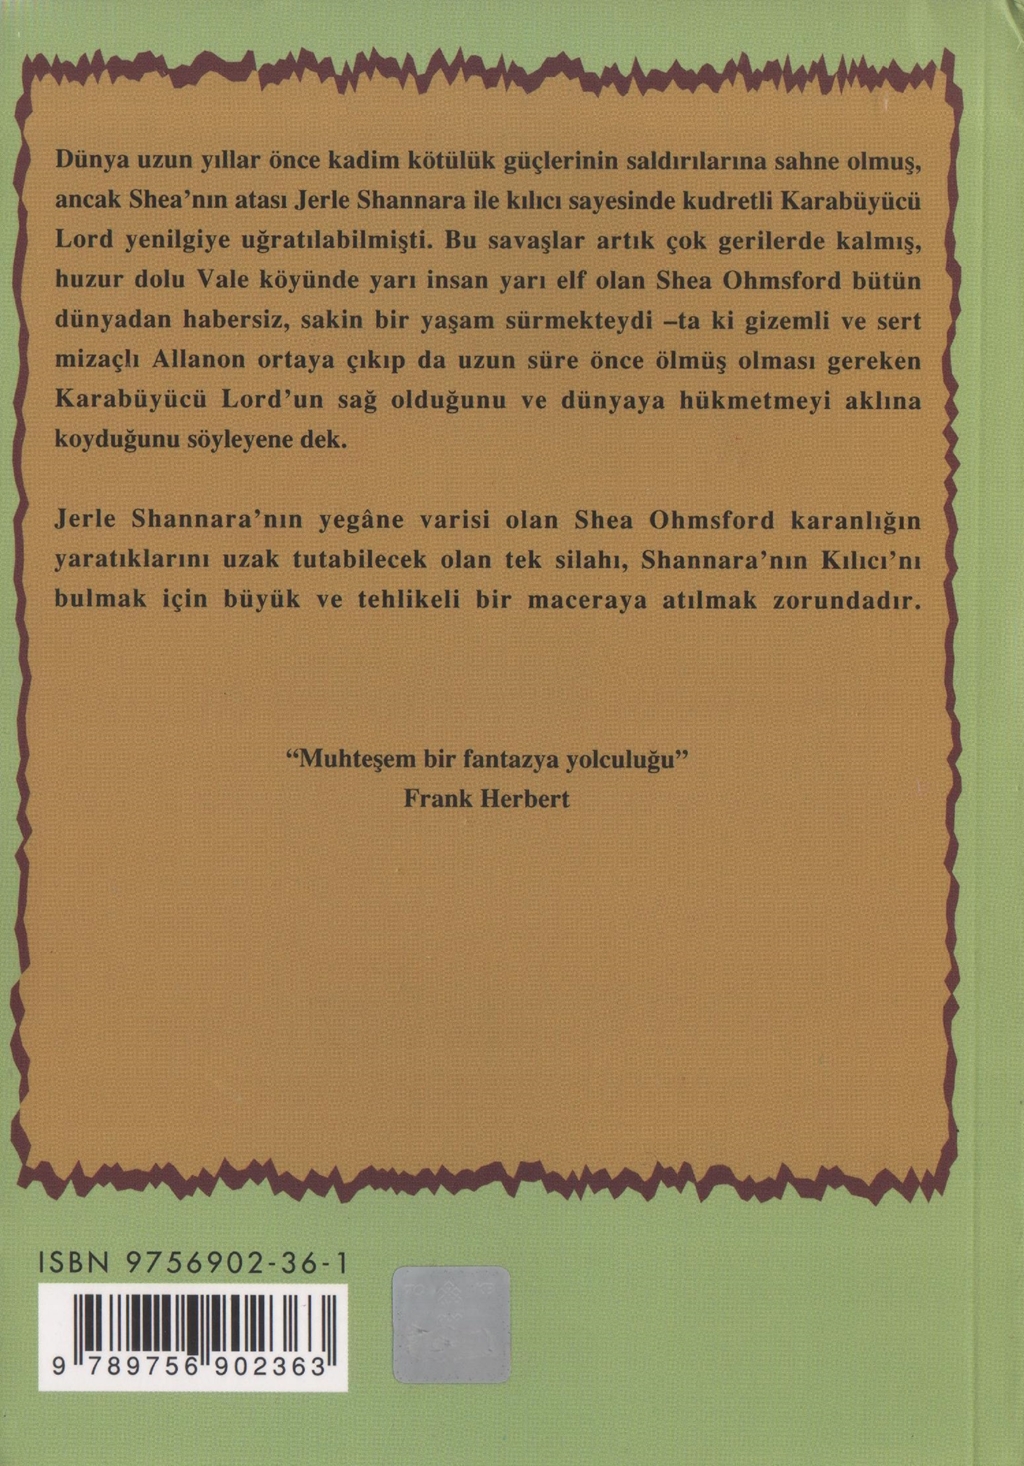 Dünya uzun yıllar önce kadim kötülük güçlerinin saldırılarına sahne olmuş,
ancak Shea’nın atası Jerle Shannara ile kılıcı sayesinde kudretli Karabüyücü
Lord yenilgiye uğratılabilmişti. Bu savaşlar artık çok gerilerde kalmış,
huzur dolu Vale köyünde yarı insan yarı elf olan Shea Ohmsford bütün
dünyadan habersiz, sakin bir yaşam sürmekteydi –ta ki gizemli ve sert
mizaçlı Allanon ortaya çıkıp da uzun süre önce ölmüş olması gereken
Karabüyücü Lord’un sağ olduğunu ve dünyaya hükmetmeyi aklına
koyduğunu söyleyene dek.
Jerle Shannara’nın yegâne varisi olan Shea Ohmsford karanlığın
yaratıklarını uzak tutabilecek olan tek silahı, Shannara’nın Kılıcı’nı
bulmak için büyük ve tehlikeli bir maceraya atılmak zorundadır.
“Muhteşem bir fantazya yolculuğu”
Frank Herbert
ISBN 9756902-36-1
9 789756 902363